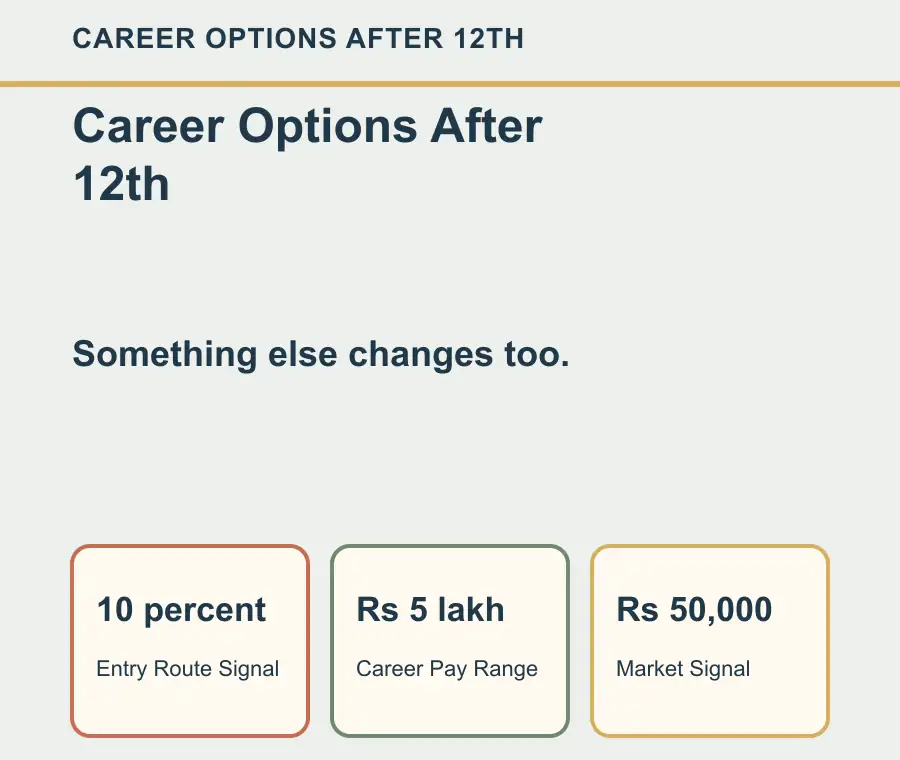 CAREER OPTIONS AFTER 12TH
Career Options After
12th
Something else changes too.
10 percent
Entry Route Signal
Rs 5 lakh
Career Pay Range
Rs 50,000
Market Signal